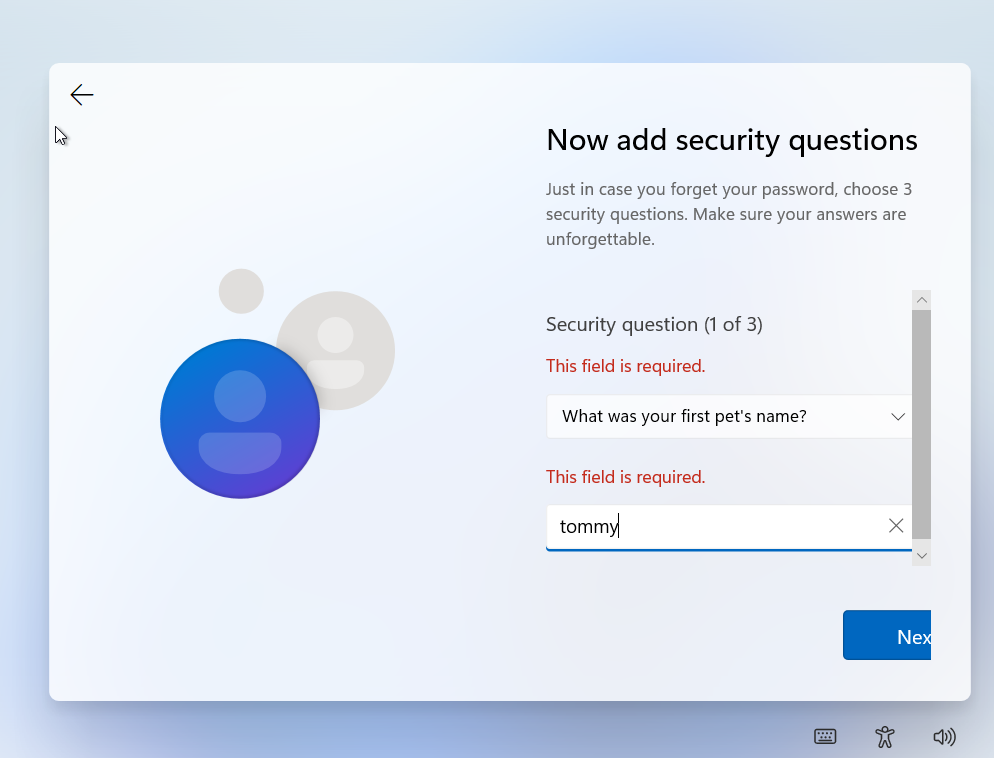 Now add security questions
Just in case you forget your password, choose 3
security questions. Make sure your answers are
unforgettable.
Security question (1 of 3)
This field is required.
What was your first pet's name?
This field is required.
tommy
Nex